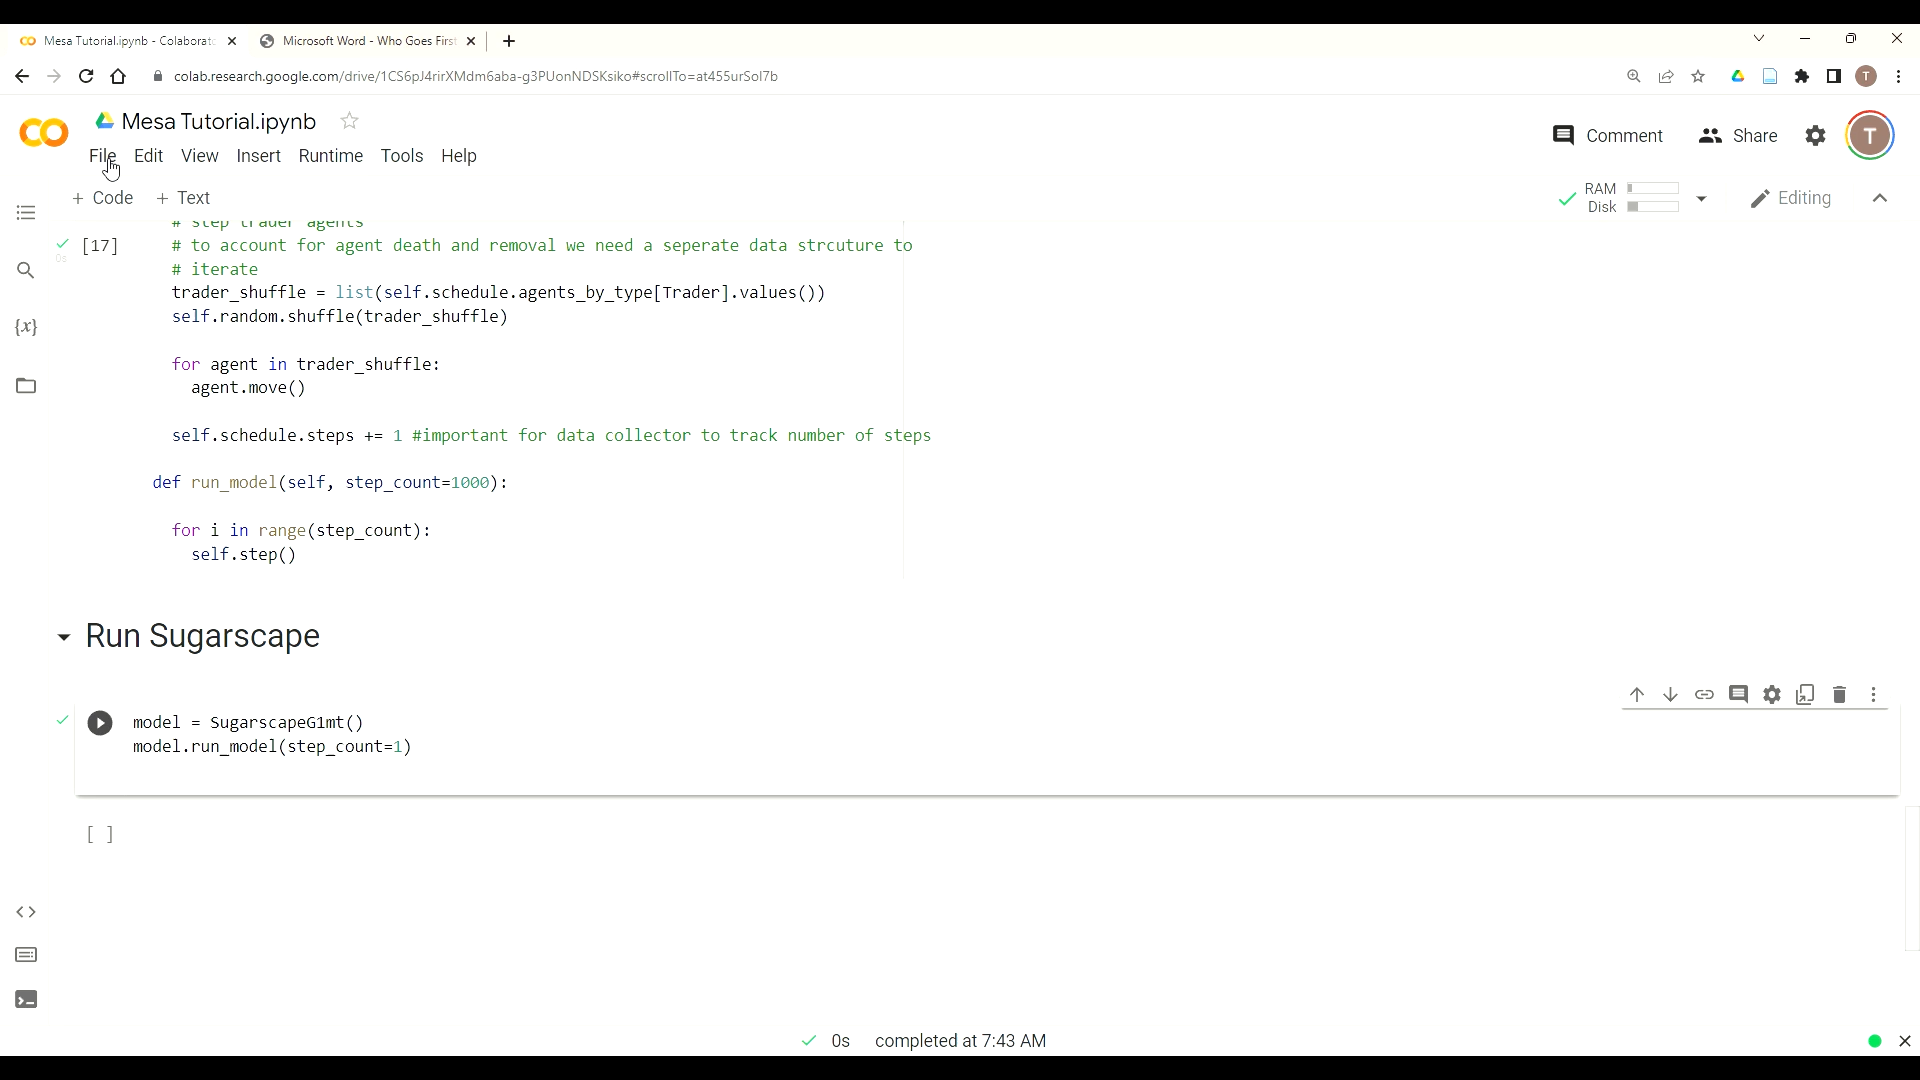 Mesa Tutorial.ipynb - Colaborato
Microsoft Word - Who Goes First
colab.research.google.com/drive/1CS6pJ4rirXMdm6aba-g3PUonNDSKsiko#scrollTo=at455urSol7b
T
Mesa Tutorial.ipynb
Comment
Share
T
File Edit View Insert Runtime Tools Help
+ Code + Text
RAM
Disk
Editing
# step trader agents
[17]
# to account for agent death and removal we need a seperate data strcuture to
# iterate
trader_shuffle = list(self.schedule.agents_by_type[Trader].values())
self.random.shuffle(trader_shuffle)
for agent in trader_shuffle:
agent.move()
self.schedule.steps += 1 #important for data collector to track number of steps
def run_model(self, step_count=1000):
for i in range(step_count):
self.step()
Run Sugarscape
model = SugarscapeG1mt()
model.run_model(step_count=1)
[ ]
0s completed at 7:43 AM